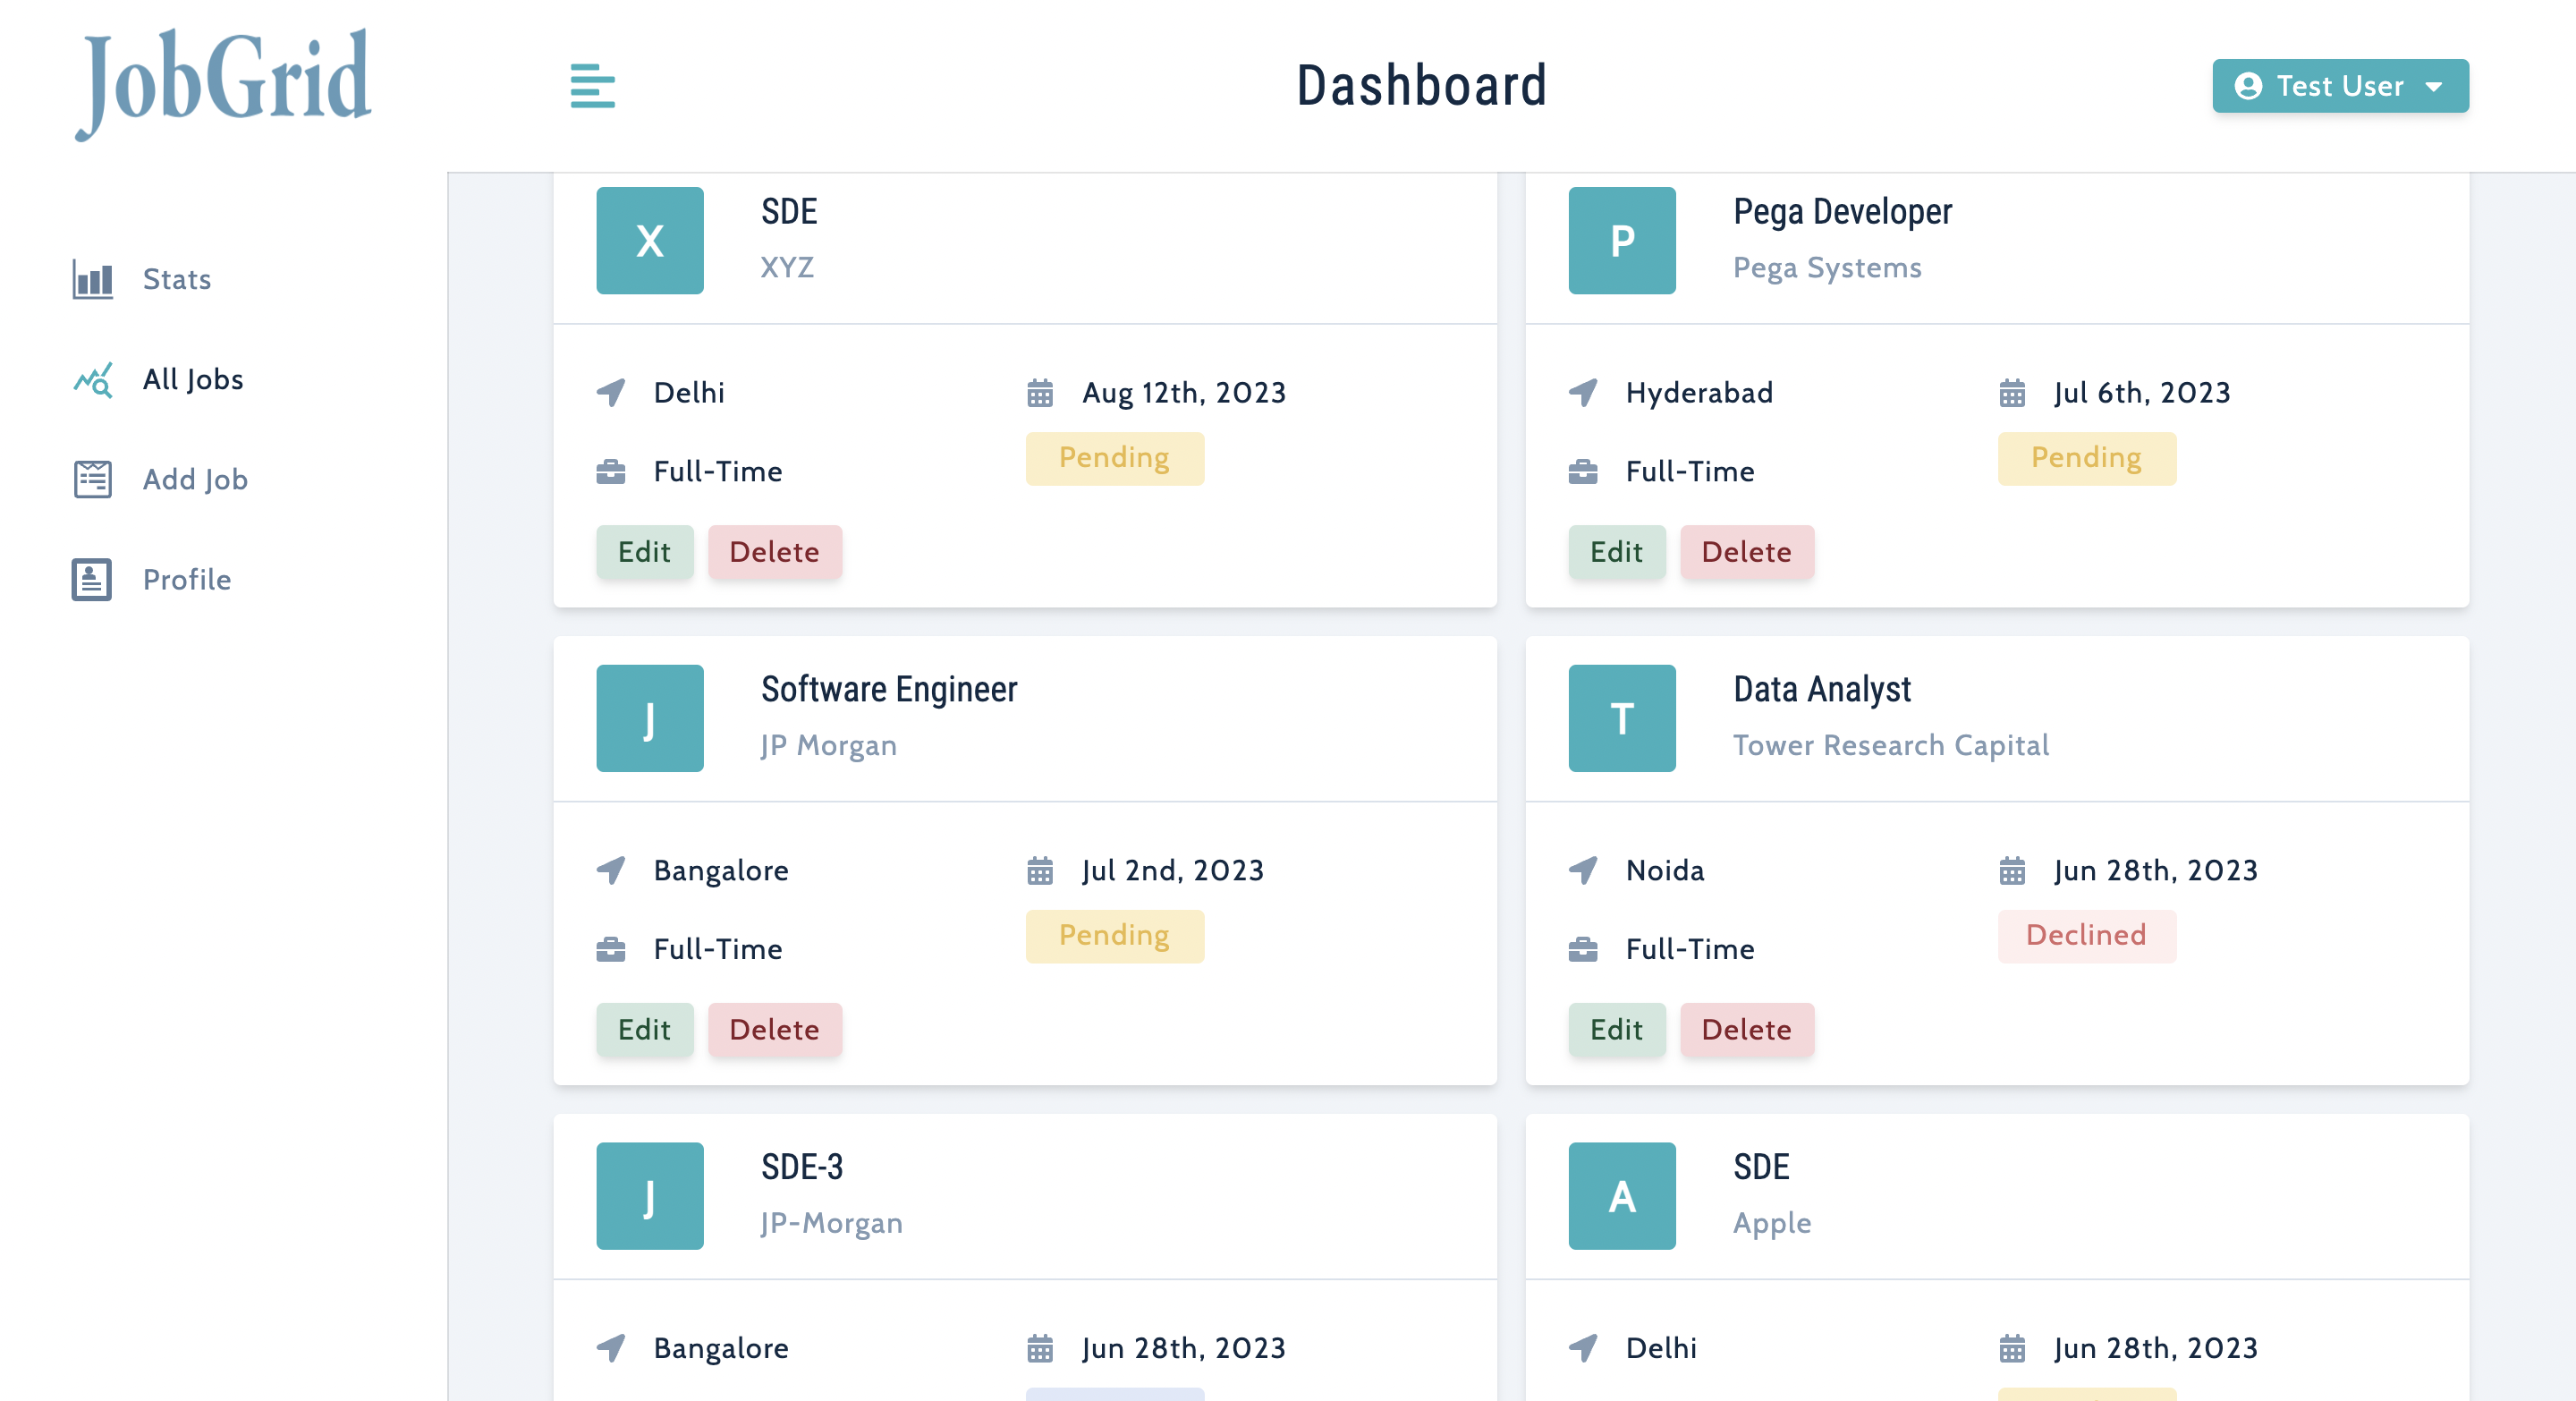 JobGrid
Dashboard
Test User
Stats
All Jobs
Add Job
Profile
X
SDE
XYZ
Delhi
Aug 12th, 2023
Full-Time
Pending
Edit
Delete
P
Pega Developer
Pega Systems
Hyderabad
Jul 6th, 2023
Full-Time
Pending
Edit
Delete
J
Software Engineer
JP Morgan
Bangalore
Jul 2nd, 2023
Full-Time
Pending
Edit
Delete
T
Data Analyst
Tower Research Capital
Noida
Jun 28th, 2023
Full-Time
Declined
Edit
Delete
J
SDE-3
JP-Morgan
Bangalore
Jun 28th, 2023
A
SDE
Apple
Delhi
Jun 28th, 2023